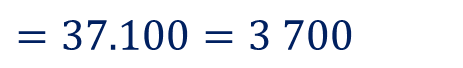 = 37.100 = 3 700